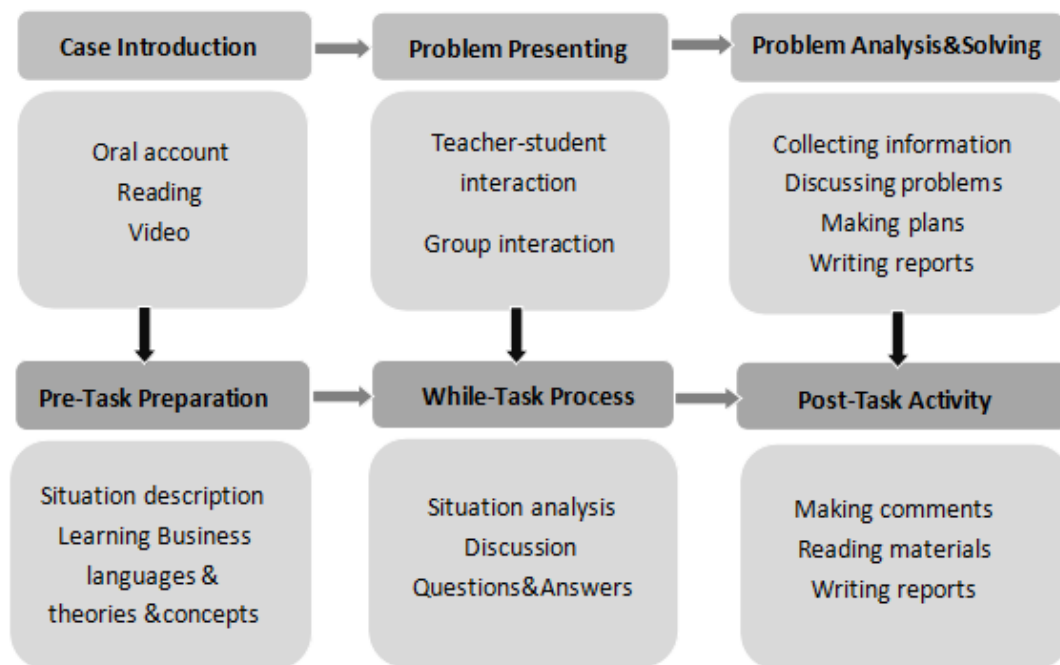 Case Introduction
Problem Presenting
Problem Analysis&Solving
Oral account
Reading
Video
Teacher-student
interaction
Group interaction
Collecting information
Discussing problems
Making plans
Writing reports
Pre-Task Preparation
While-Task Process
Post-Task Activity
Situation description
Learning Business
languages &
theories &concepts
Situation analysis
Discussion
Questions&Answers
Making comments
Reading materials
Writing reports